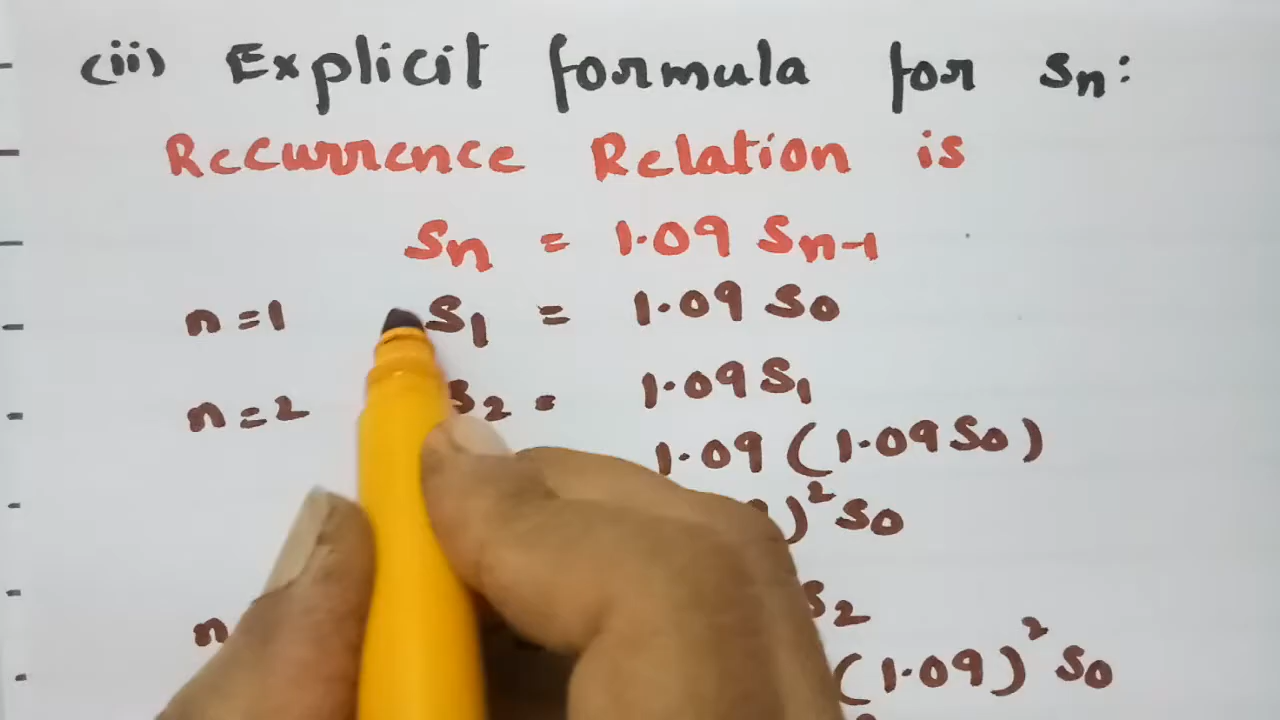 (ii) Explicit formula for Sn:
Recurrence Relation is
Sn = 1.09 Sn-1
n=1 S1 = 1.09 S0
n=2 S2 = 1.09 S1
1.09 (1.09 S0)
)² S0
n S2
(1.09)² S0